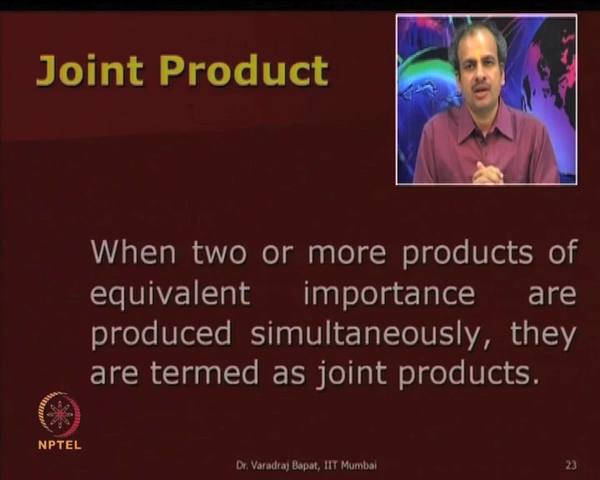 Joint Product
When two or more products of
equivalent importance are
produced simultaneously, they
are termed as joint products.
NPTEL
Dr. Varadraj Bapat, IIT Mumbai
23